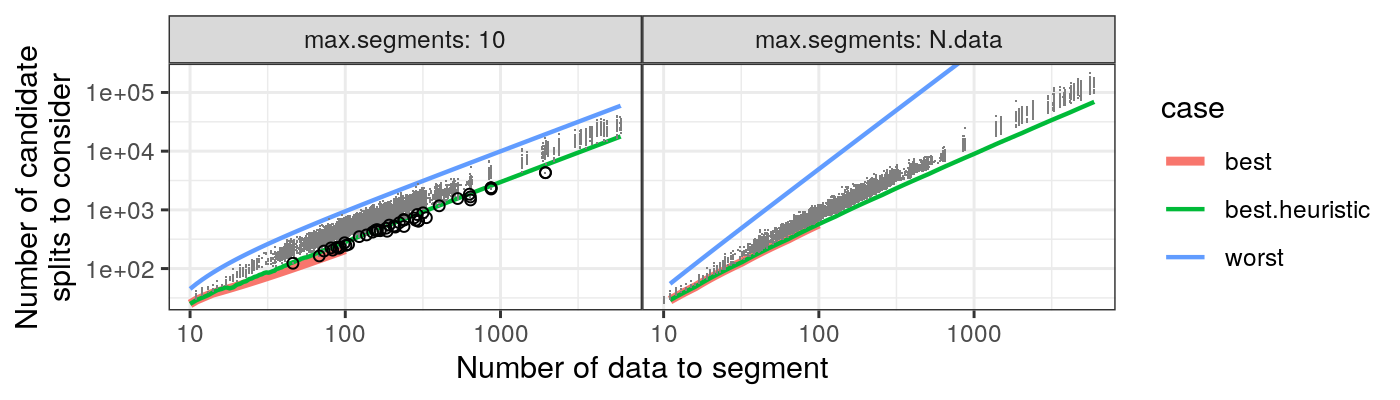 max.segments: 10
max.segments: N.data
Number of candidate
splits to consider
1e+05
1e+04
1e+03
1e+02
10
100
1000
10
100
1000
Number of data to segment
case
best
best.heuristic
worst